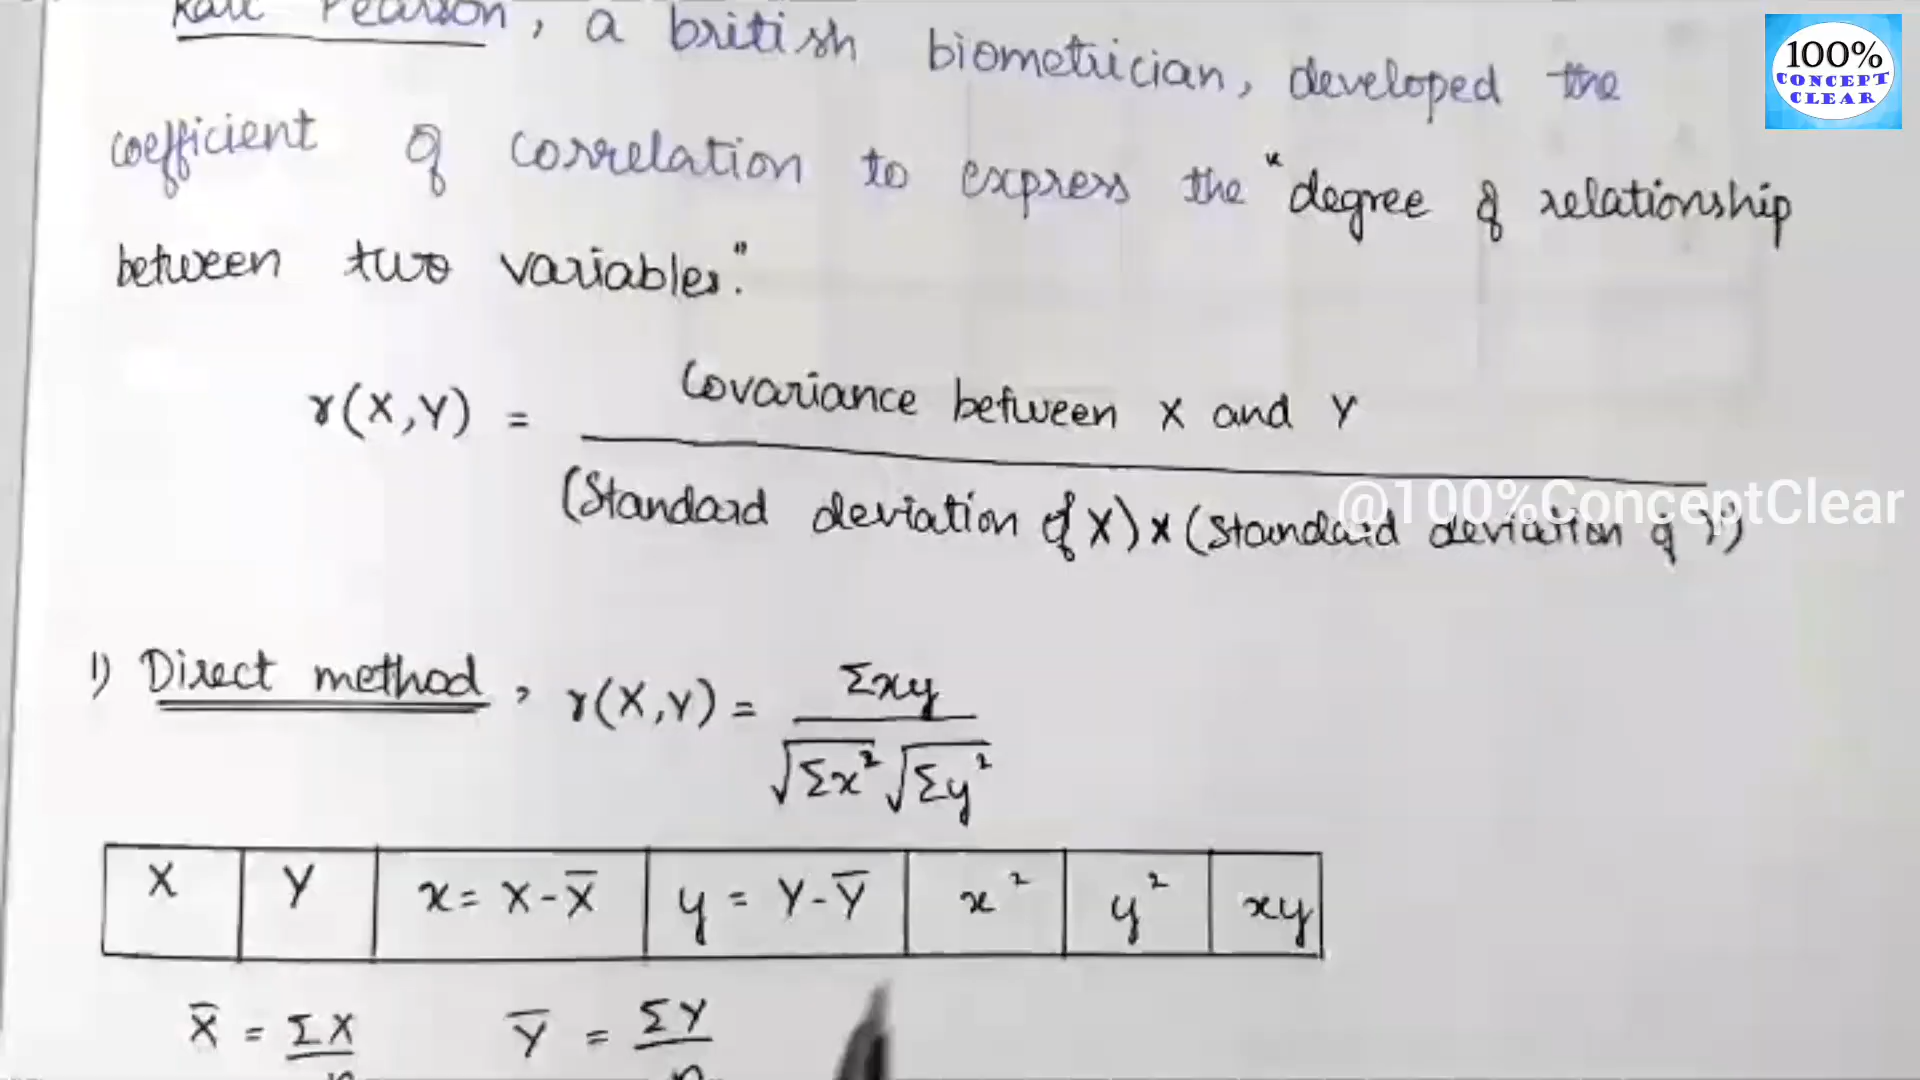 Karl Pearson, a british biometrician, developed the
coefficient of correlation to express the "degree of relationship
between two variables."
r(X,Y) = Covariance between X and Y
(Standard deviation of X) x (Standard deviation of Y)
1) Direct method, r(X,Y) = Σxy
√Σx² √Σy²
X Y x = X - X̅ y = Y - Y̅ x² y² xy
X̅ = ΣX Y̅ = ΣY
n n
100%
CONCEPT
CLEAR
@100%ConceptClear